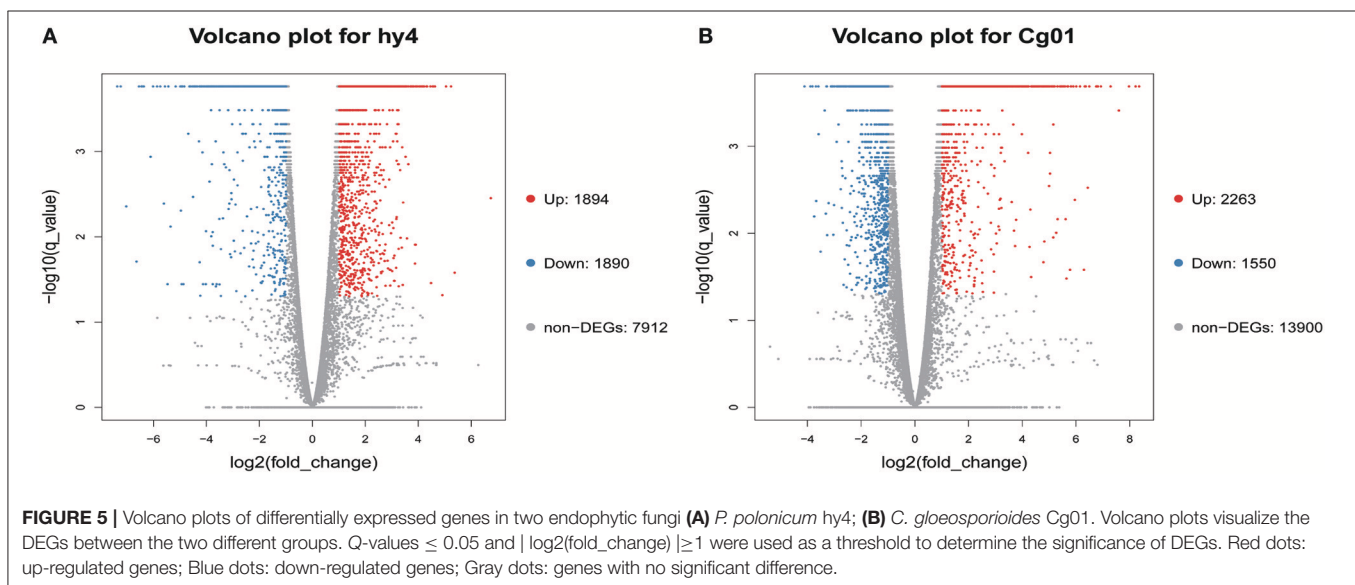 A
Volcano plot for hy4
-log10(q_value)
3
2
1
0
-6
-4
-2
0
2
4
6
log2(fold_change)
Up: 1894
Down: 1890
non-DEGs: 7912
B
Volcano plot for Cg01
-log10(q_value)
3
2
1
0
-4
-2
0
2
4
6
8
log2(fold_change)
Up: 2263
Down: 1550
non-DEGs: 13900
FIGURE 5 | Volcano plots of differentially expressed genes in two endophytic fungi (A) P. polonicum hy4; (B) C. gloeosporioides Cg01. Volcano plots visualize the
DEGs between the two different groups. Q-values ≤ 0.05 and | log2(fold_change) |≥1 were used as a threshold to determine the significance of DEGs. Red dots:
up-regulated genes; Blue dots: down-regulated genes; Gray dots: genes with no significant difference.